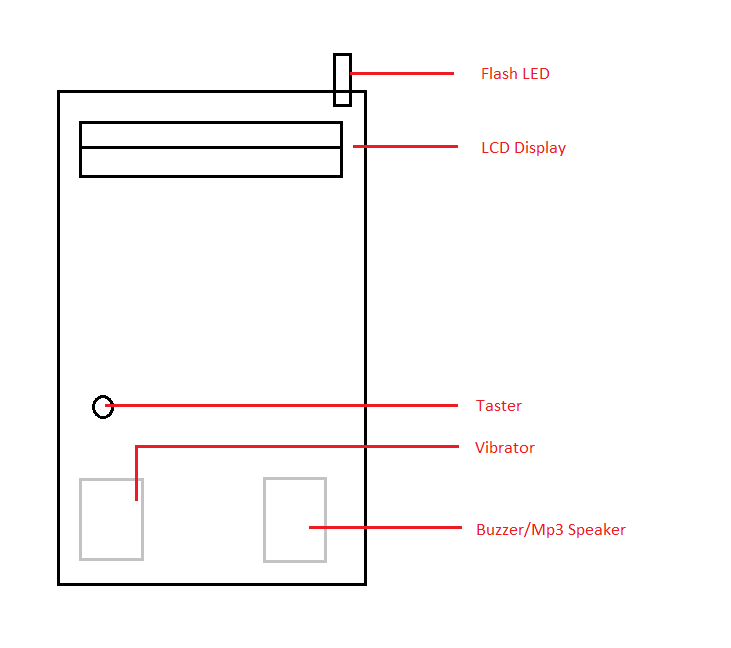 Flash LED
LCD Display
Taster
Vibrator
Buzzer/Mp3 Speaker